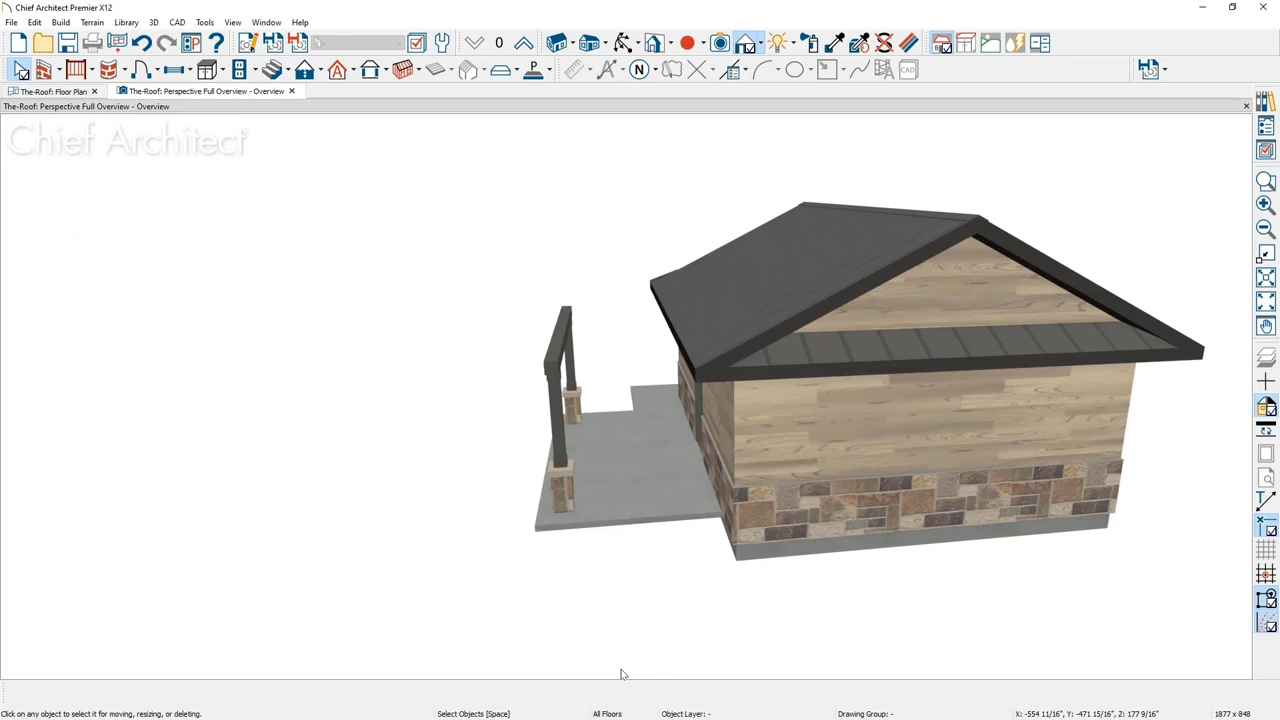 Chief Architect Premier X12
File Edit Build Terrain Library 3D CAD Tools View Window Help
0
N P CAD
The-Roof: Floor Plan The-Roof: Perspective Full Overview - Overview
The-Roof: Perspective Full Overview - Overview
Chief Architect
Click on any object to select it for moving, resizing, or deleting. Select Objects [Space] All Floors Object Layer: - Drawing Group: - X: -554 11/16", Y: -471 15/16", Z: 177 9/16" 1877 x 848